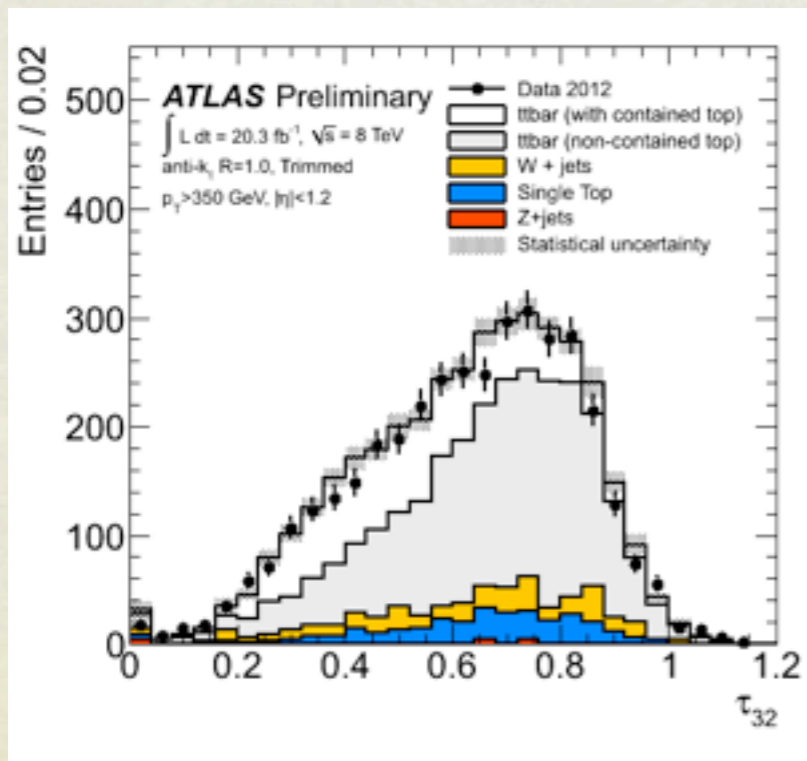 500
400
300
200
100
0
Entries / 0.02
ATLAS Preliminary
∫ L dt = 20.3 fb⁻¹, √s = 8 TeV
anti-kₜ R=1.0, Trimmed
p_T>350 GeV, |η|<1.2
Data 2012
ttbar (with contained top)
ttbar (non-contained top)
W + jets
Single Top
Z+jets
Statistical uncertainty
0 0.2 0.4 0.6 0.8 1 1.2
τ₃₂